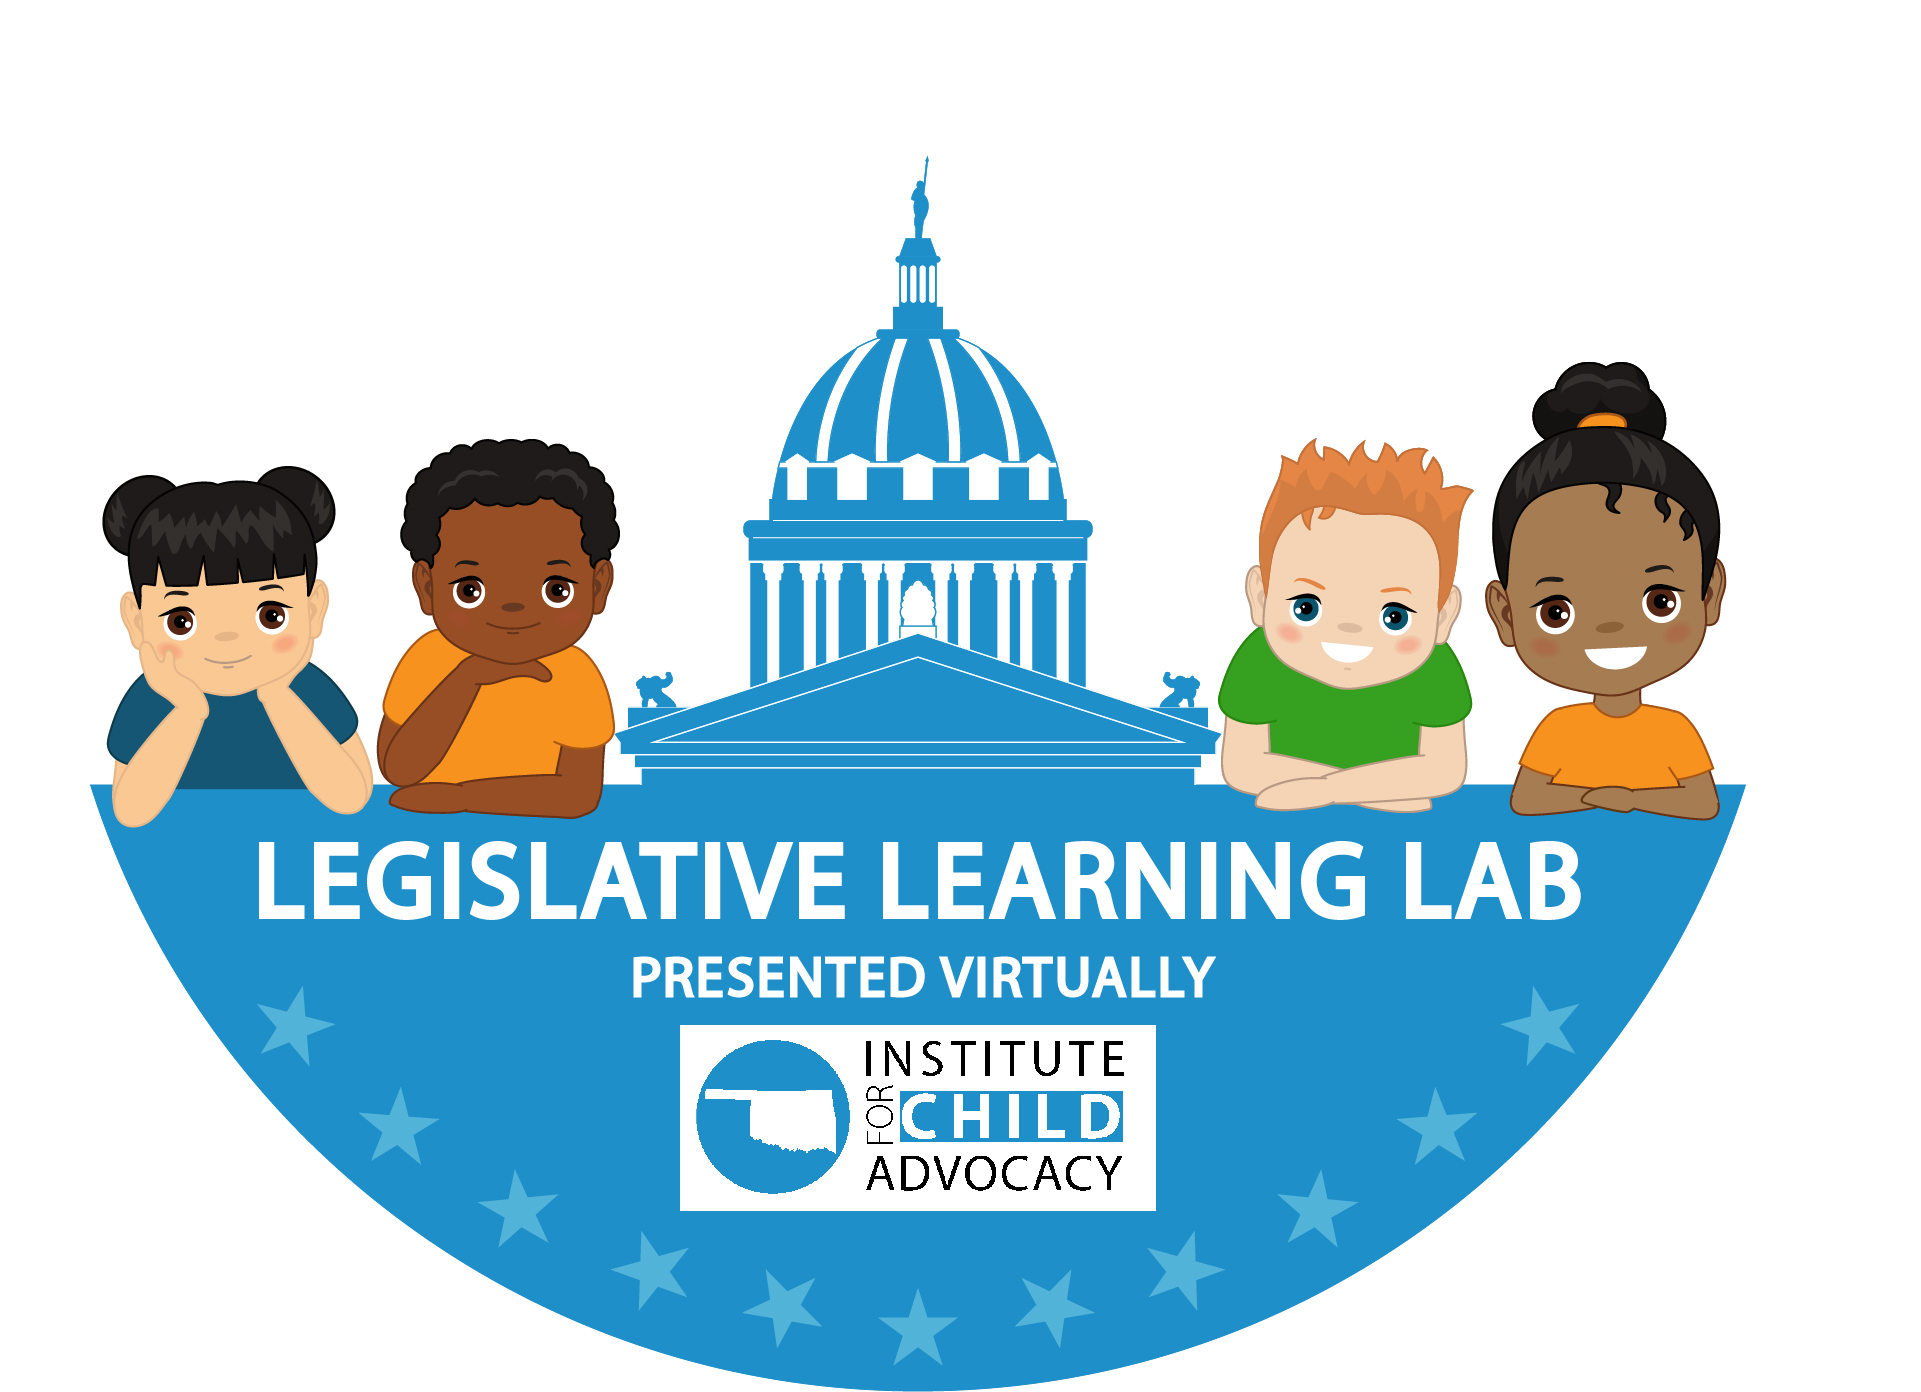 LEGISLATIVE LEARNING LAB
PRESENTED VIRTUALLY
INSTITUTE
FOR CHILD
ADVOCACY